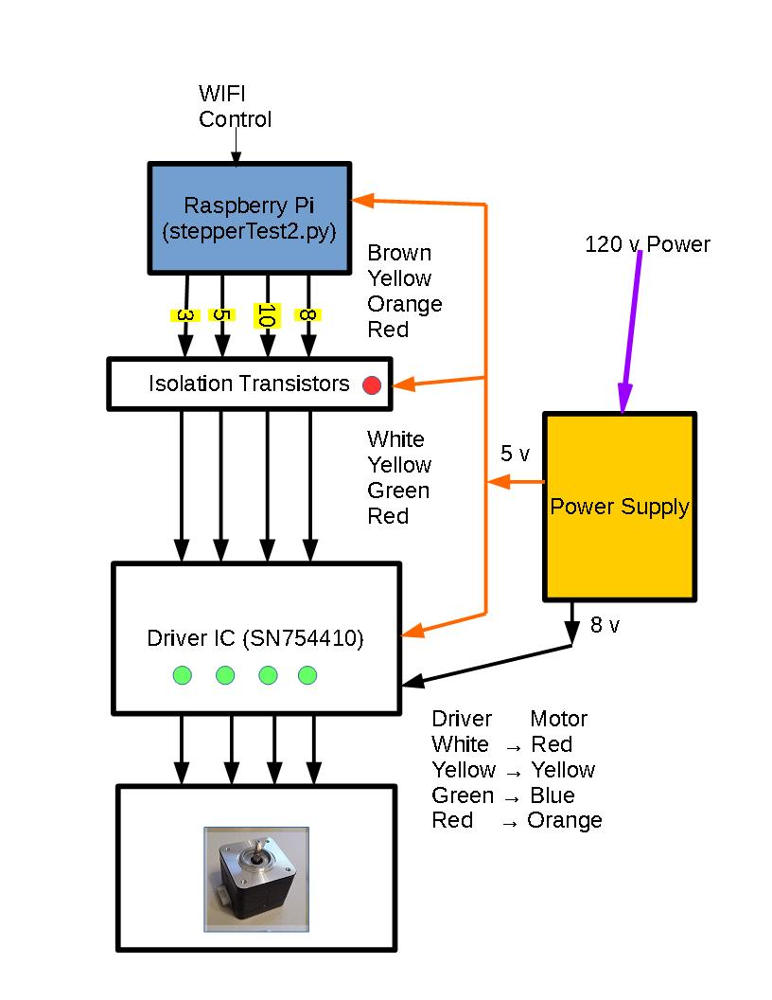 WIFI
Control
Raspberry Pi
(stepperTest2.py)
120 v Power
Brown
Yellow
Orange
Red
3 5 10 8
Isolation Transistors
White
Yellow
Green
Red
5 v
Power Supply
8 v
Driver IC (SN754410)
Driver Motor
White → Red
Yellow → Yellow
Green → Blue
Red → Orange